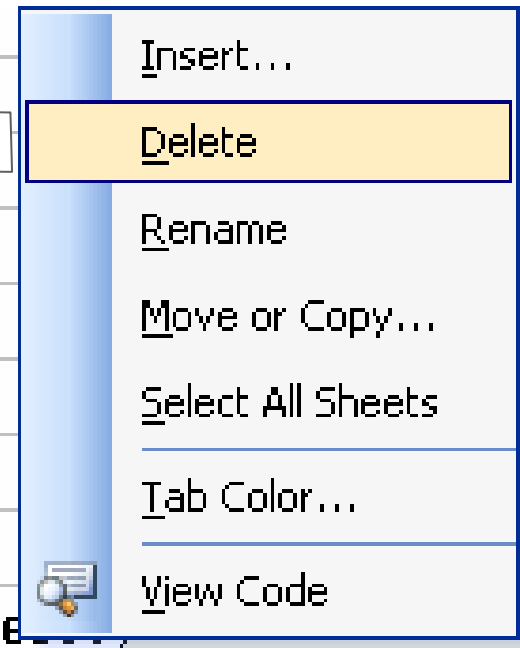 Insert...
Delete
Rename
Move or Copy...
Select All Sheets
Tab Color...
View Code